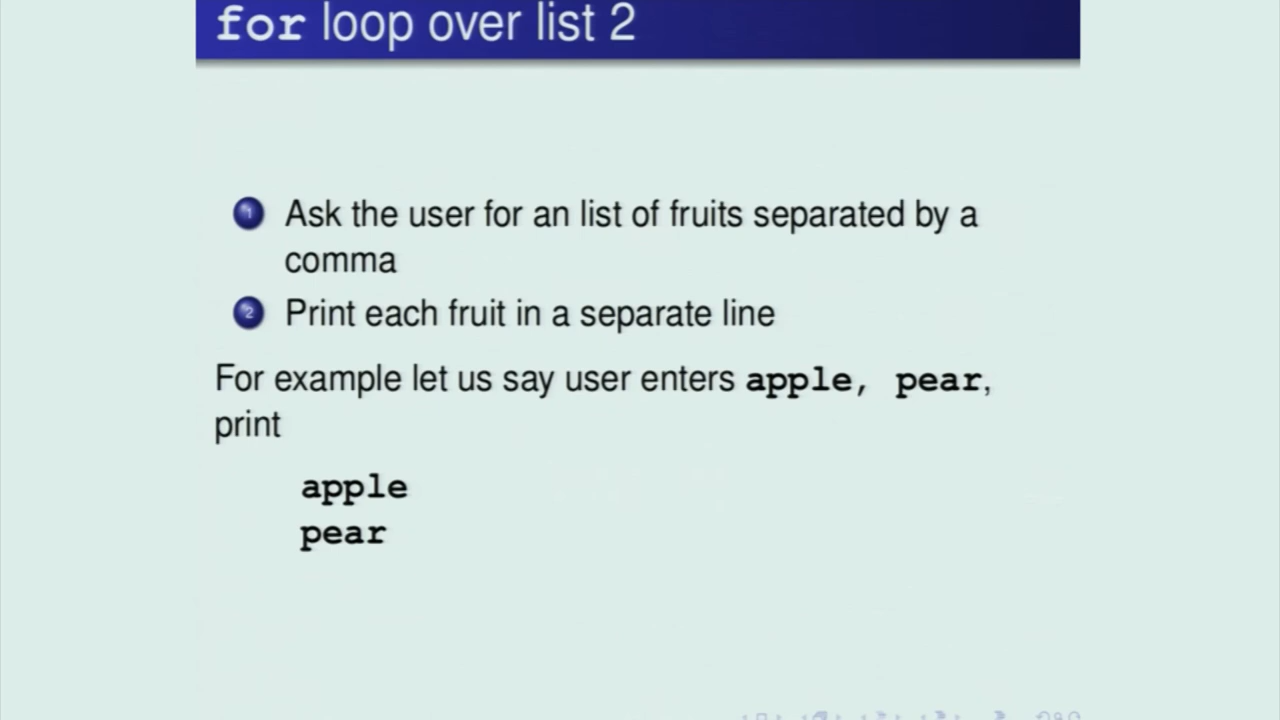 for loop over list 2
1 Ask the user for an list of fruits separated by a
comma
2 Print each fruit in a separate line
For example let us say user enters apple, pear,
print
apple
pear